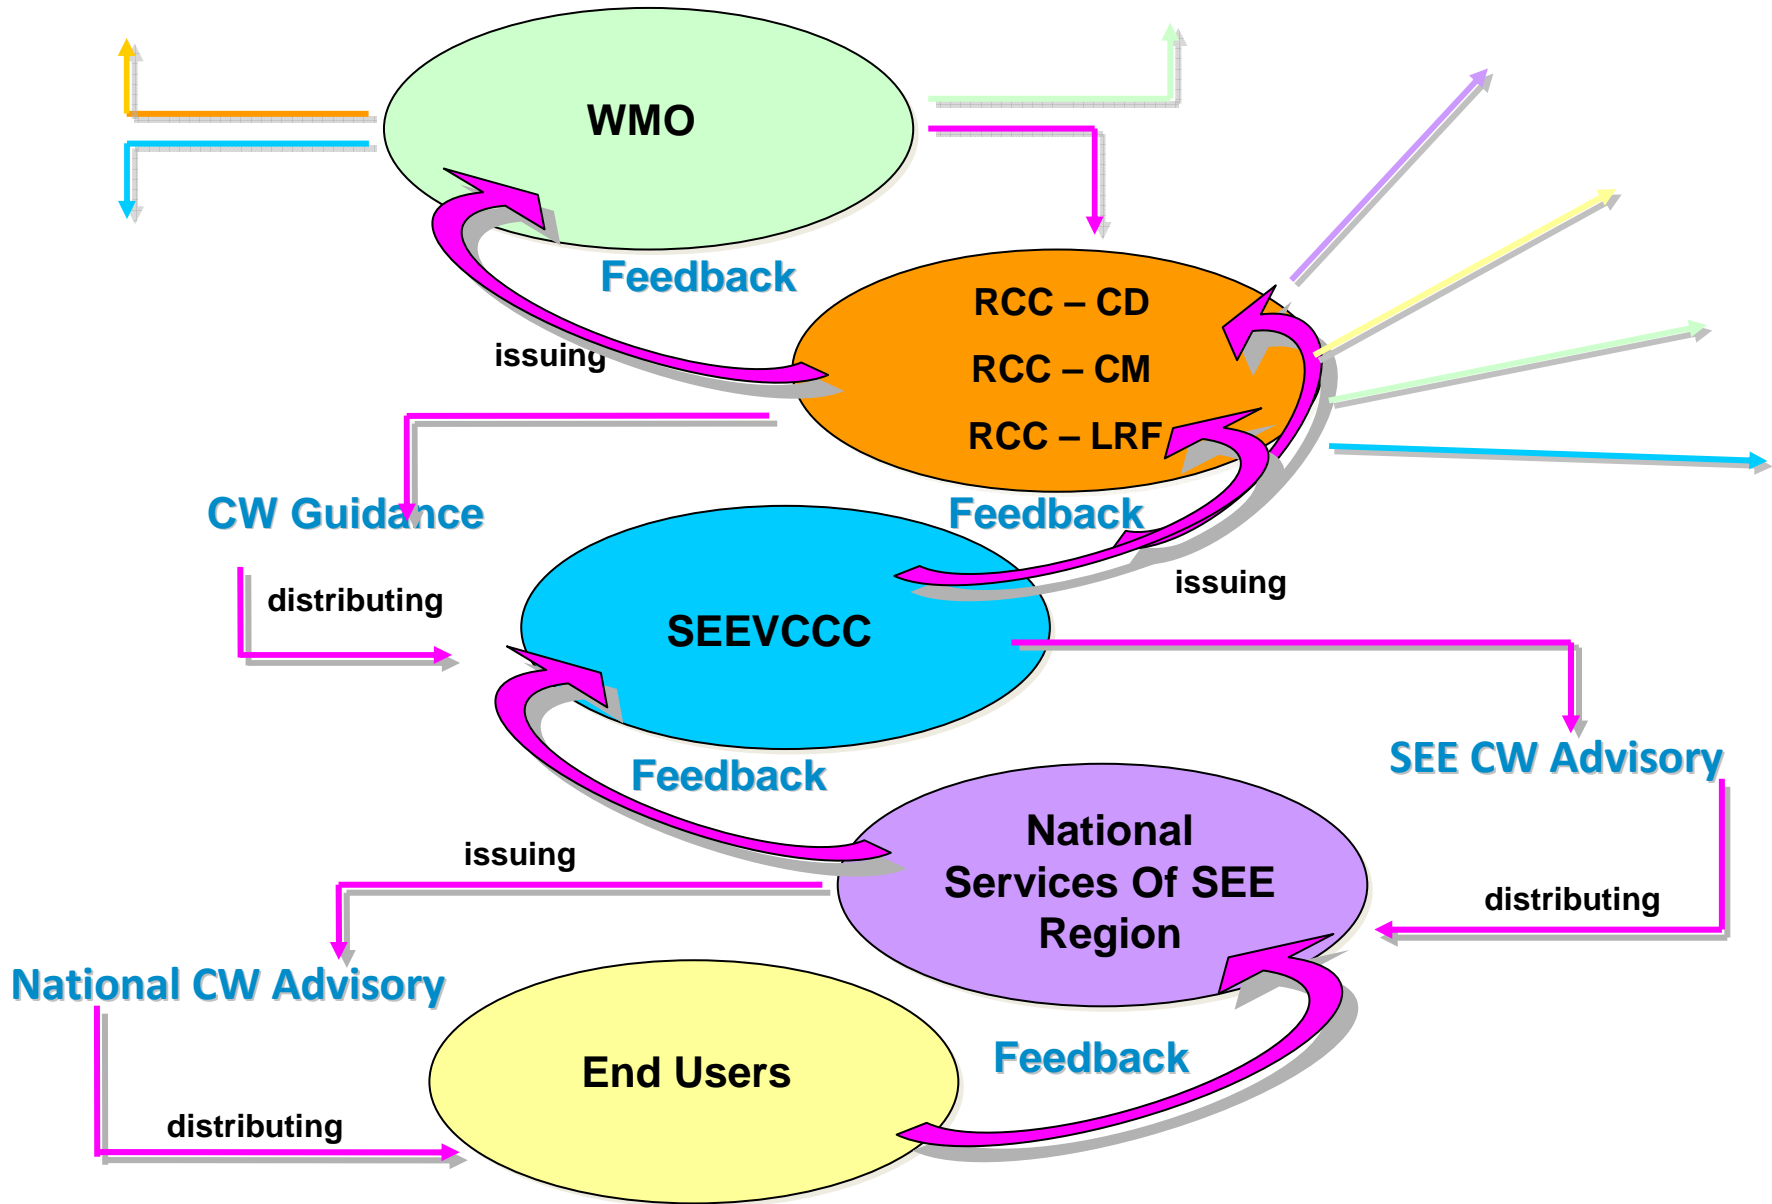 WMO
Feedback
RCC – CD
issuing
RCC – CM
RCC – LRF
CW Guidance
Feedback
distributing
issuing
SEEVCCC
SEE CW Advisory
Feedback
National
Services Of SEE
Region
issuing
distributing
National CW Advisory
Feedback
End Users
distributing